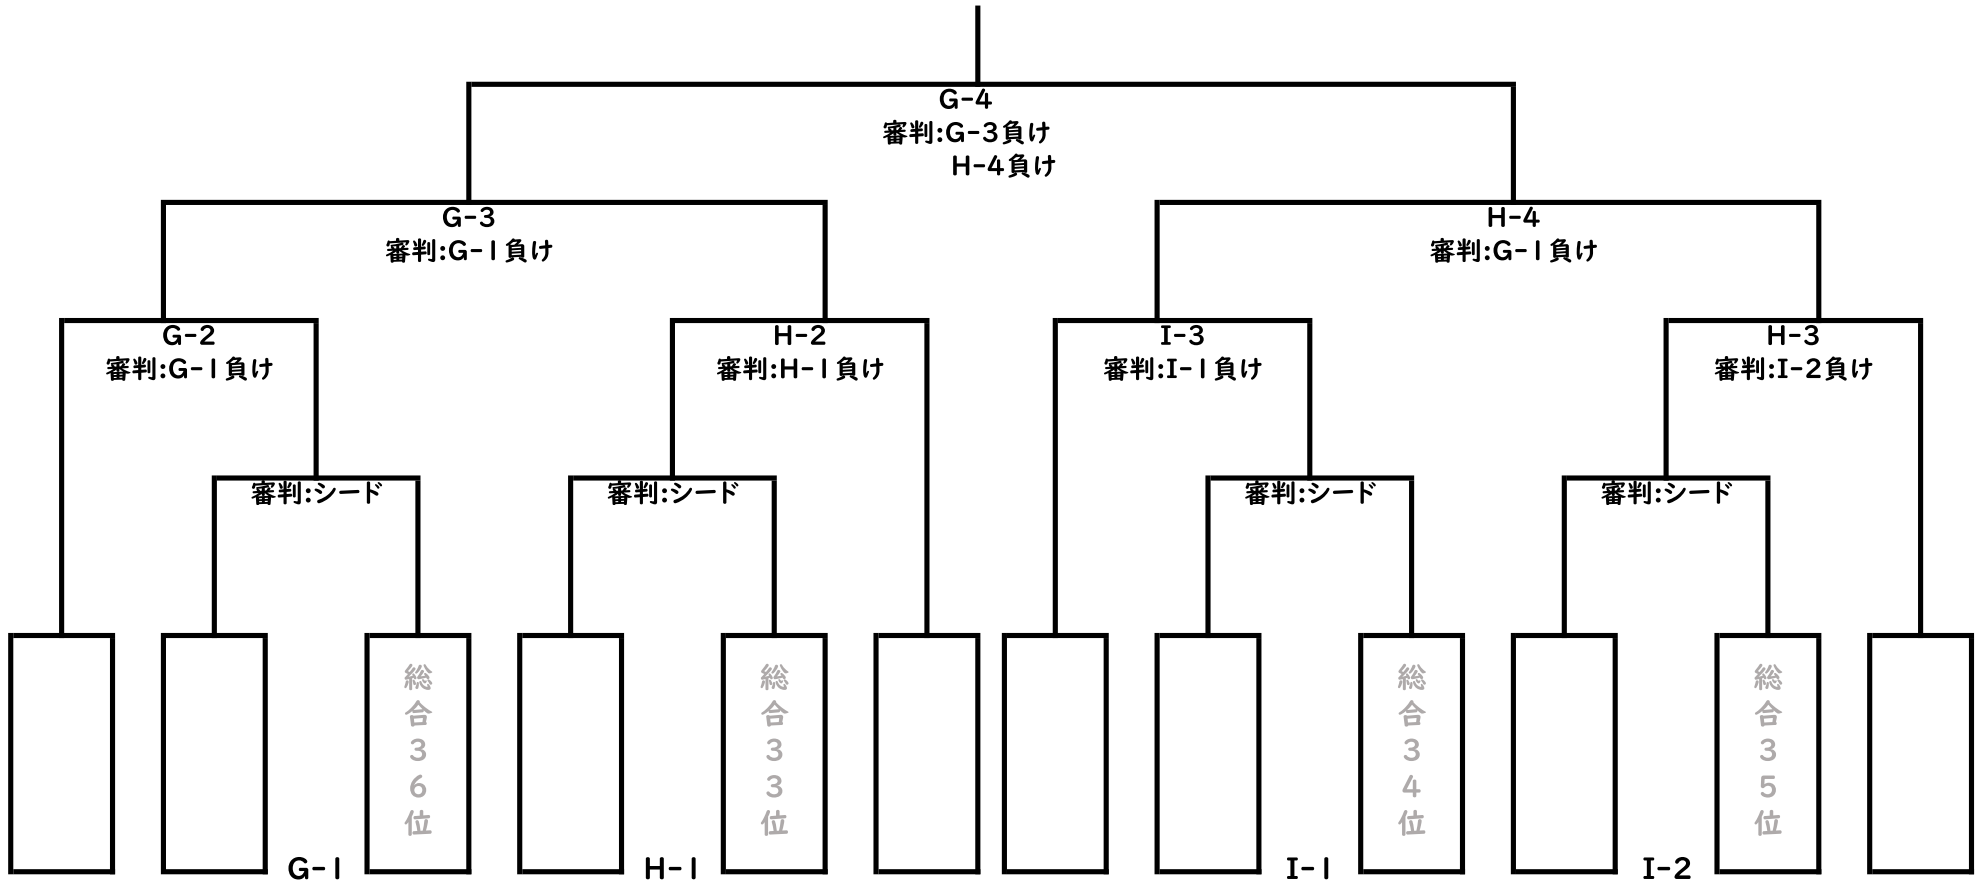 G-4
審判:G-3負け
H-4負け
G-3
審判:G-1負け
H-4
審判:G-1負け
G-2
審判:G-1負け
H-2
審判:H-1負け
I-3
審判:I-1負け
H-3
審判:I-2負け
審判:シード
審判:シード
審判:シード
審判:シード
総合36位
総合33位
総合34位
総合35位
G-1
H-1
I-1
I-2